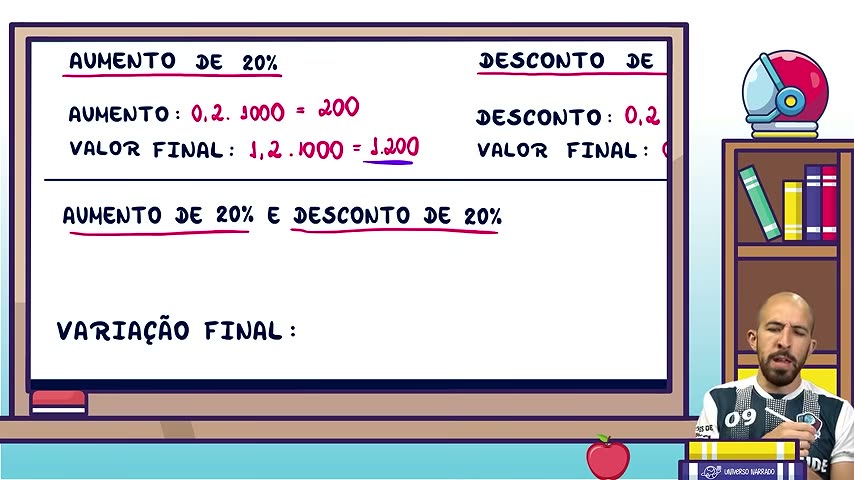 AUMENTO DE 20%
AUMENTO: 0,2. 1000 = 200
VALOR FINAL: 1,2.1000 = 1.200
DESCONTO DE
DESCONTO: 0,2
VALOR FINAL:
AUMENTO DE 20% E DESCONTO DE 20%
VARIAÇÃO FINAL:
09
UNIVERSO NARRADO